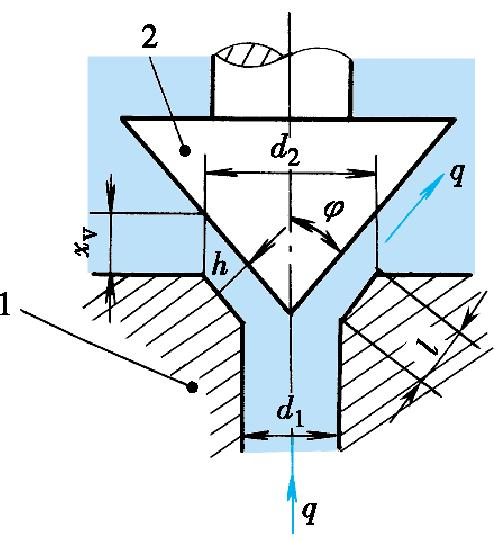 2
d₂
q
φ
xᵥ
h
1
l
d₁
q